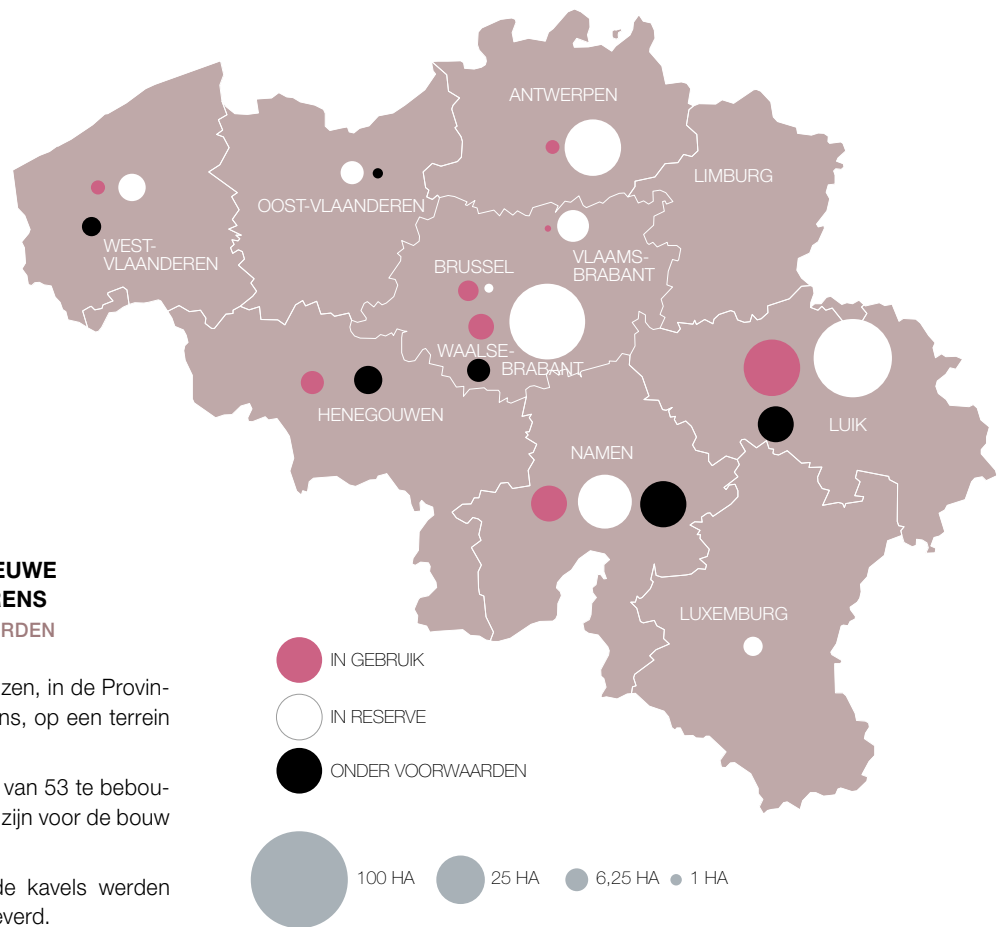 ANTWERPEN
LIMBURG
OOST-VLAANDEREN
WEST-
VLAANDEREN
VLAAMS-
BRABANT
BRUSSEL
WAALSE-
BRABANT
HENEGOUWEN
LUIK
NAMEN
LUXEMBURG
EUWE
RENS
RDEN
zen, in de Provin-
ns, op een terrein
van 53 te bebou-
zijn voor de bouw
de kavels werden
everd.
IN GEBRUIK
IN RESERVE
ONDER VOORWAARDEN
100 HA
25 HA
6,25 HA
1 HA